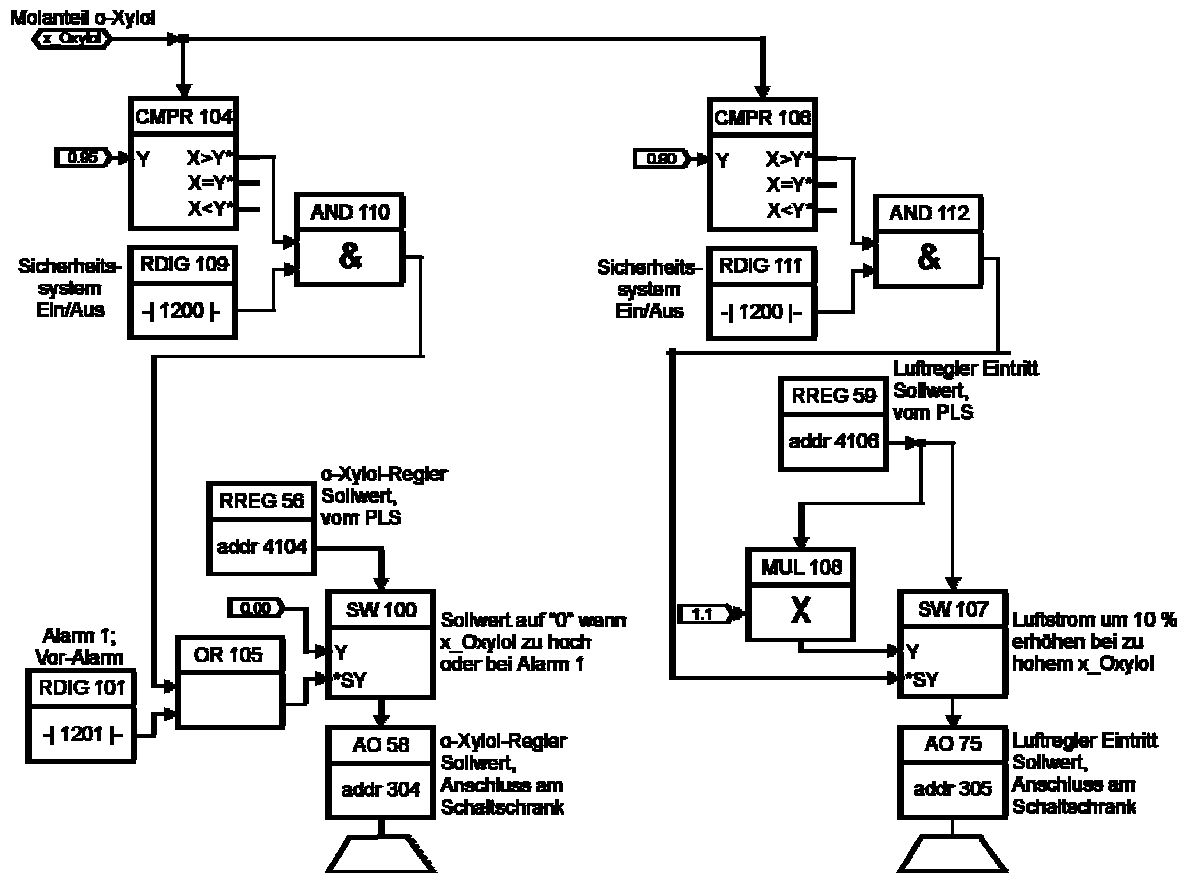 Molanteil o-Xylol
x_Oxylol
CMPR 104
0.95
Y
X>Y*
X=Y*
X<Y*
AND 110
&
Sicherheits-
system
Ein/Aus
RDIG 109
-| 1200 |-
CMPR 106
0.90
Y
X>Y*
X=Y*
X<Y*
AND 112
&
Sicherheits-
system
Ein/Aus
RDIG 111
-| 1200 |-
RREG 59
addr 4106
Luftregler Eintritt
Sollwert,
vom PLS
RREG 56
addr 4104
o-Xylol-Regler
Sollwert,
vom PLS
MUL 108
X
1.1
0.00
SW 100
Y
*SY
Sollwert auf "0" wann
x_Oxylol zu hoch
oder bei Alarm 1
SW 107
Y
*SY
Luftstrom um 10 %
erhöhen bei zu
hohem x_Oxylol
Alarm 1;
Vor-Alarm
RDIG 101
-| 1201 |-
OR 105
AO 58
addr 304
o-Xylol-Regler
Sollwert,
Anschluss am
Schaltschrank
AO 75
addr 305
Luftregler Eintritt
Sollwert,
Anschluss am
Schaltschrank